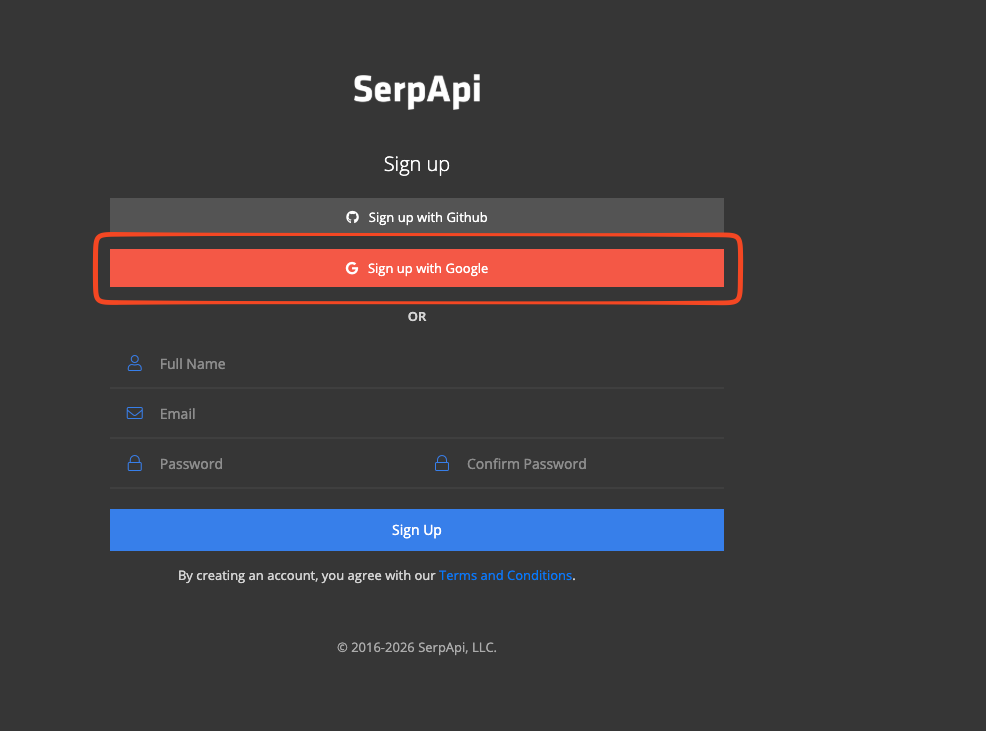 SerpApi
Sign up
Sign up with Github
Sign up with Google
OR
Full Name
Email
Password
Confirm Password
Sign Up
By creating an account, you agree with our Terms and Conditions.
© 2016-2026 SerpApi, LLC.